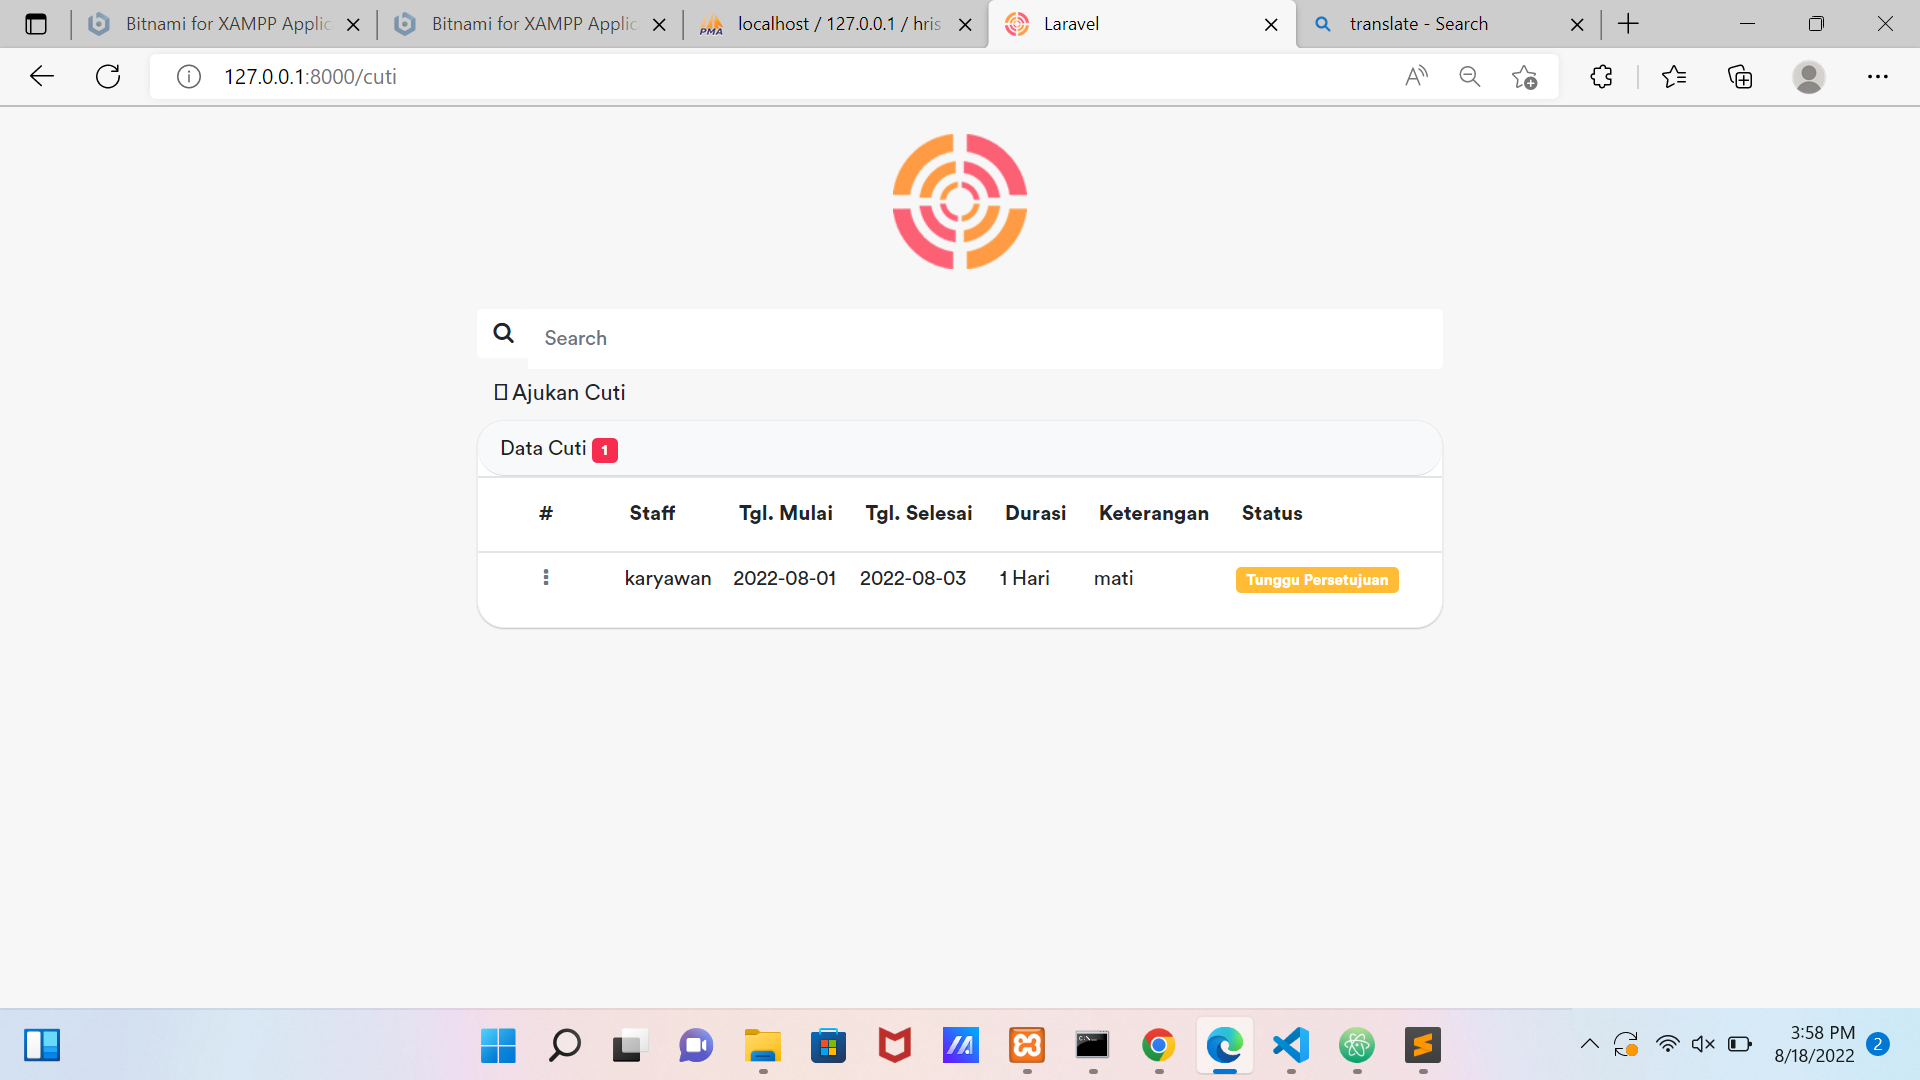 Bitnami for XAMPP Applic
Bitnami for XAMPP Applic
PMA
localhost / 127.0.0.1 / hris
Laravel
translate - Search
127.0.0.1:8000/cuti
Search
Ajukan Cuti
Data Cuti 1
# Staff Tgl. Mulai Tgl. Selesai Durasi Keterangan Status
karyawan 2022-08-01 2022-08-03 1 Hari mati Tunggu Persetujuan
3:58 PM
8/18/2022
2